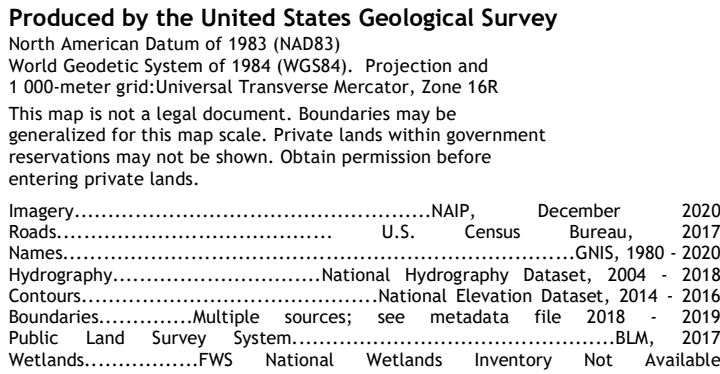 Produced by the United States Geological Survey
North American Datum of 1983 (NAD83)
World Geodetic System of 1984 (WGS84). Projection and
1 000-meter grid:Universal Transverse Mercator, Zone 16R
This map is not a legal document. Boundaries may be
generalized for this map scale. Private lands within government
reservations may not be shown. Obtain permission before
entering private lands.
Imagery.....................................................NAIP, December 2020
Roads......................................... U.S. Census Bureau, 2017
Names............................................................................GNIS, 1980 - 2020
Hydrography...............................National Hydrography Dataset, 2004 - 2018
Contours............................................National Elevation Dataset, 2014 - 2016
Boundaries..............Multiple sources; see metadata file 2018 - 2019
Public Land Survey System................................................BLM, 2017
Wetlands.................FWS National Wetlands Inventory Not Available